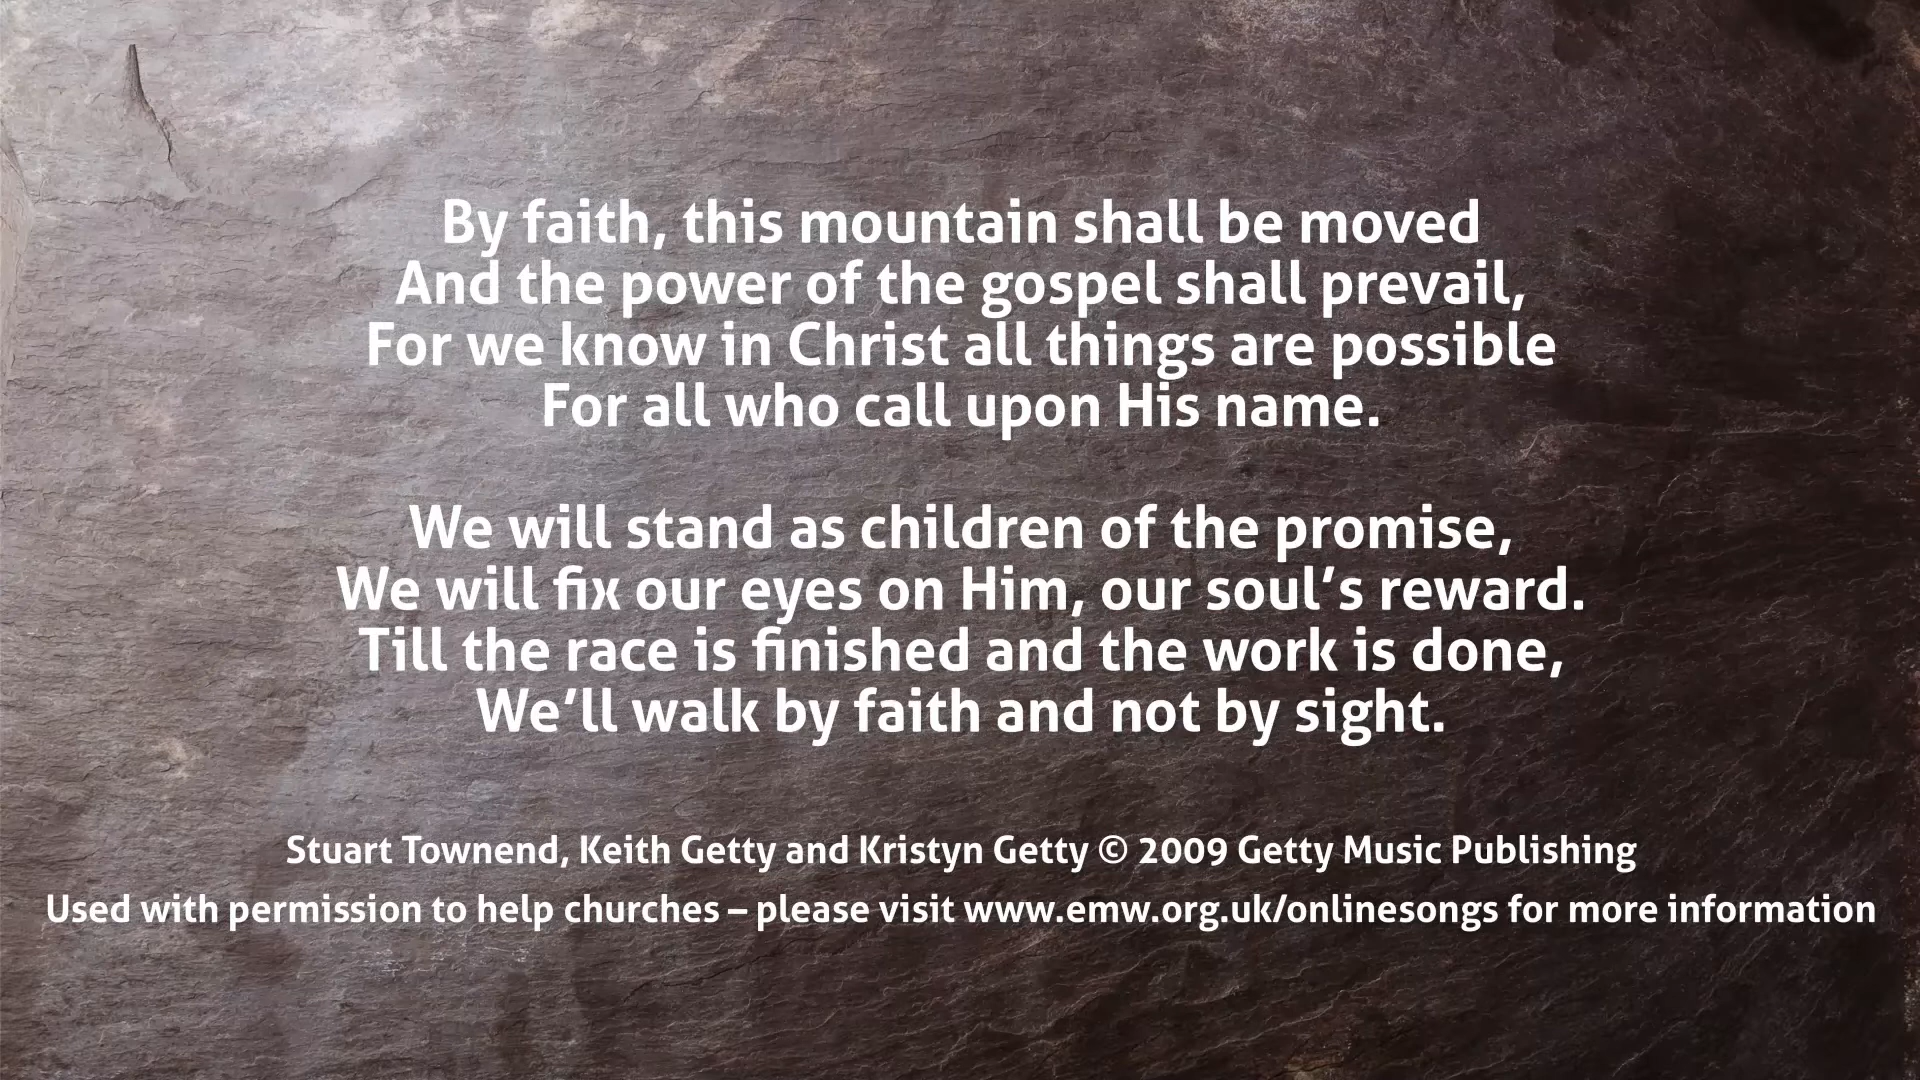 By faith, this mountain shall be moved
And the power of the gospel shall prevail,
For we know in Christ all things are possible
For all who call upon His name.
We will stand as children of the promise,
We will fix our eyes on Him, our soul’s reward.
Till the race is finished and the work is done,
We’ll walk by faith and not by sight.
Stuart Townend, Keith Getty and Kristyn Getty © 2009 Getty Music Publishing
Used with permission to help churches – please visit www.emw.org.uk/onlinesongs for more information